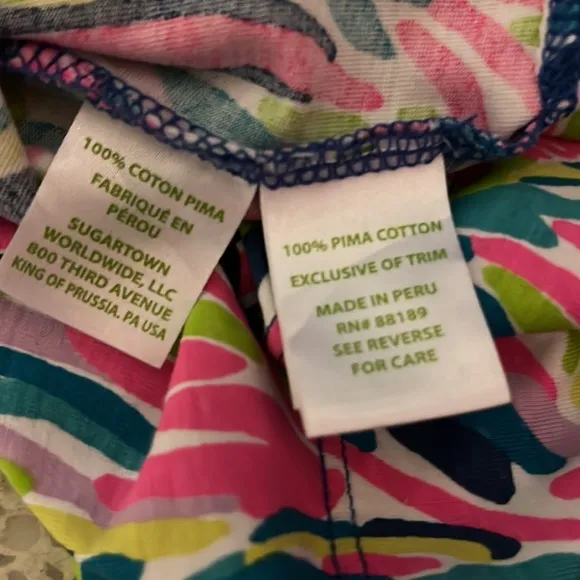 100% COTON PIMA
FABRIQUÉ EN
PÉROU
SUGARTOWN
WORLDWIDE, LLC
800 THIRD AVENUE
KING OF PRUSSIA. PA USA
100% PIMA COTTON
EXCLUSIVE OF TRIM
MADE IN PERU
RN# 88189
SEE REVERSE
FOR CARE